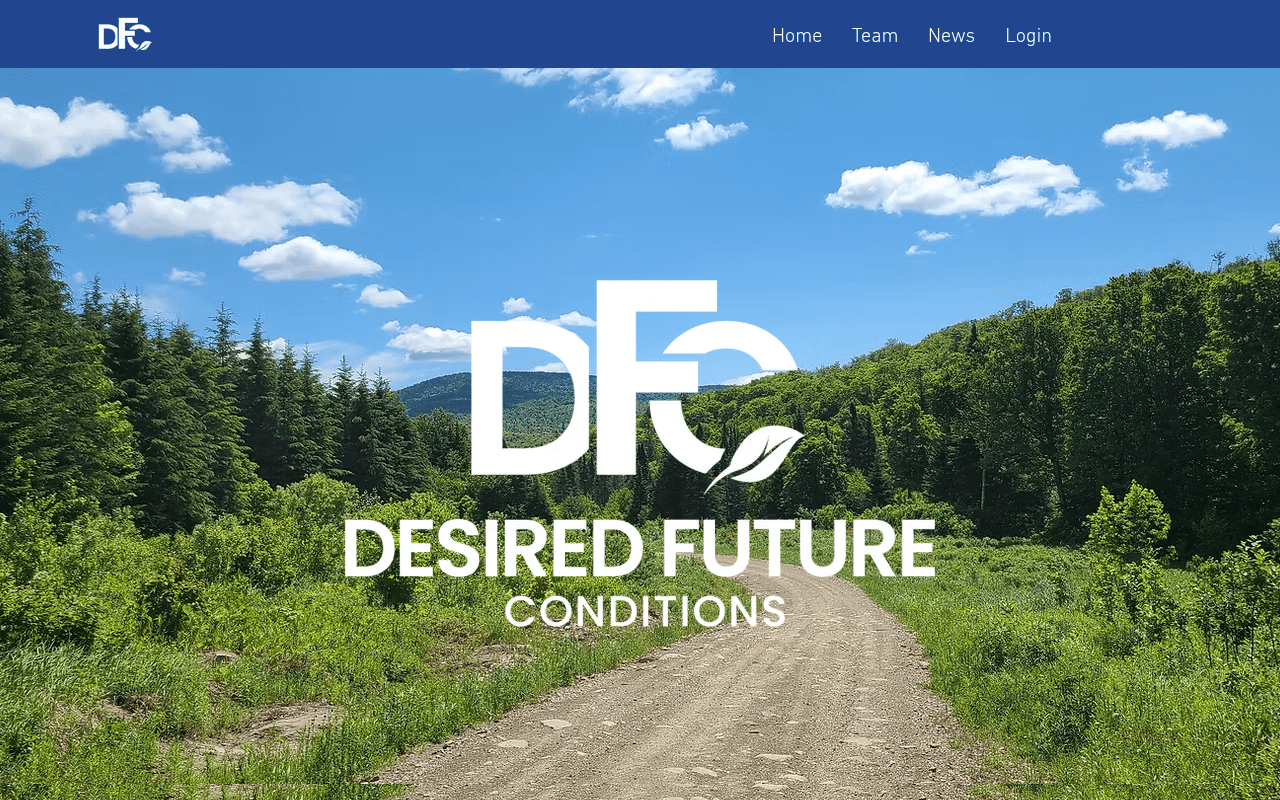 DFC
Home Team News Login
DFC
DESIRED FUTURE
CONDITIONS